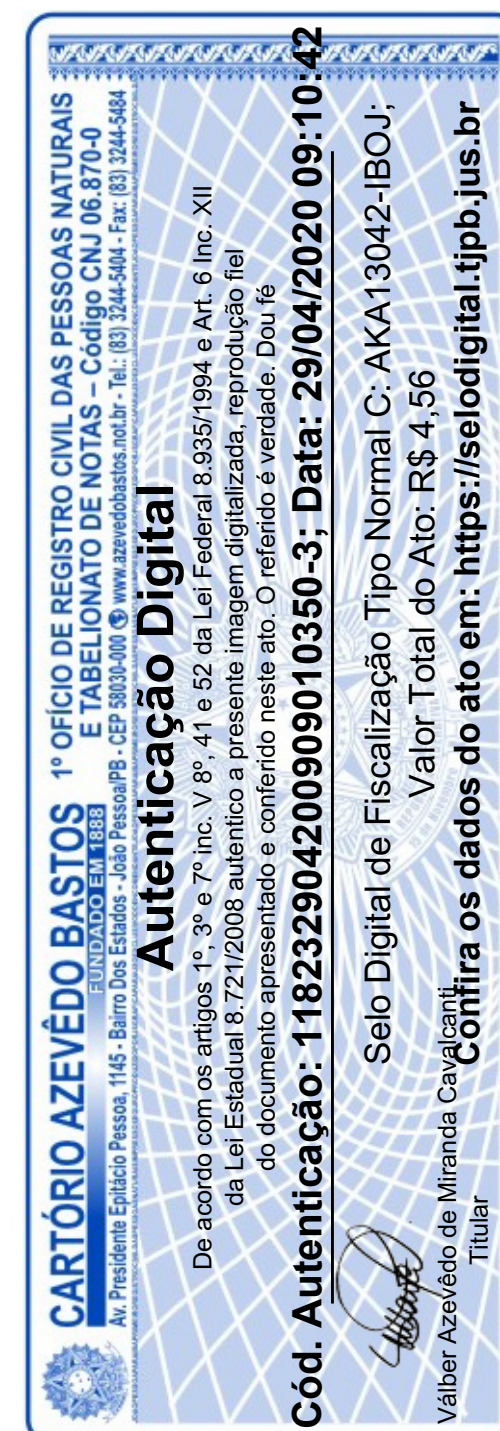 CARTÓRIO AZEVÊDO BASTOS
FUNDADO EM 1888
1º OFÍCIO DE REGISTRO CIVIL DAS PESSOAS NATURAIS
E TABELIONATO DE NOTAS – Código CNJ 06.870-0
Av. Presidente Epitácio Pessoa, 1145 - Bairro Dos Estados - João Pessoa/PB - CEP 58030-000 www.azevedobastos.not.br - Tel.: (83) 3244-5404 - Fax: (83) 3244-5484
Autenticação Digital
De acordo com os artigos 1º, 3º e 7º inc. V 8º, 41 e 52 da Lei Federal 8.935/1994 e Art. 6 Inc. XII
da Lei Estadual 8.721/2008 autentico a presente imagem digitalizada, reprodução fiel
do documento apresentado e conferido neste ato. O referido é verdade. Dou fé
Cód. Autenticação: 118232904200909010350-3; Data: 29/04/2020 09:10:42
Selo Digital de Fiscalização Tipo Normal C: AKA13042-IBOJ;
Valor Total do Ato: R$ 4,56
Válber Azevêdo de Miranda Cavalcanti
Titular
Confira os dados do ato em: https://selodigital.tjpb.jus.br